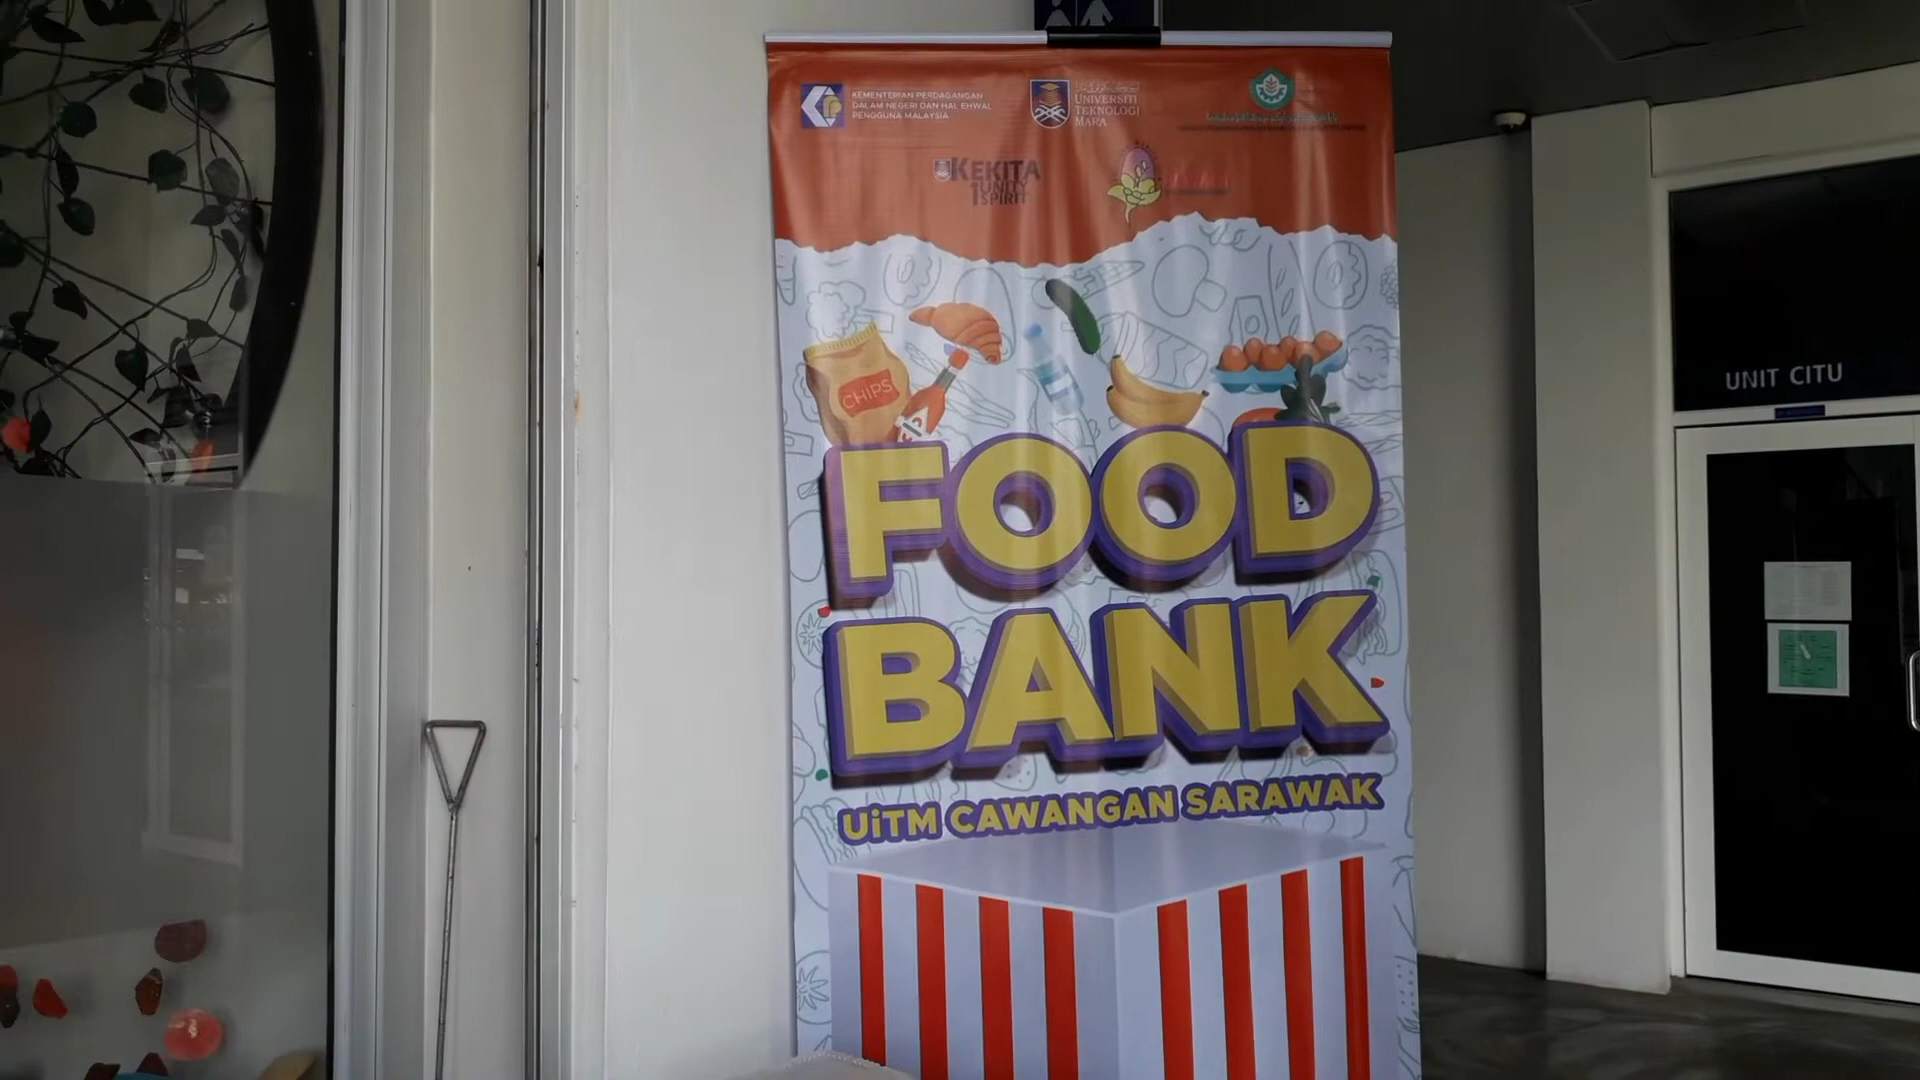 KEMENTERIAN PERDAGANGAN
DALAM NEGERI DAN HAL EHWAL
PENGGUNA MALAYSIA
UNIVERSITI
TEKNOLOGI
MARA
KEKITA
1UNITY
SPIRIT
CHIPS
FOOD
BANK
UiTM CAWANGAN SARAWAK
UNIT CITU